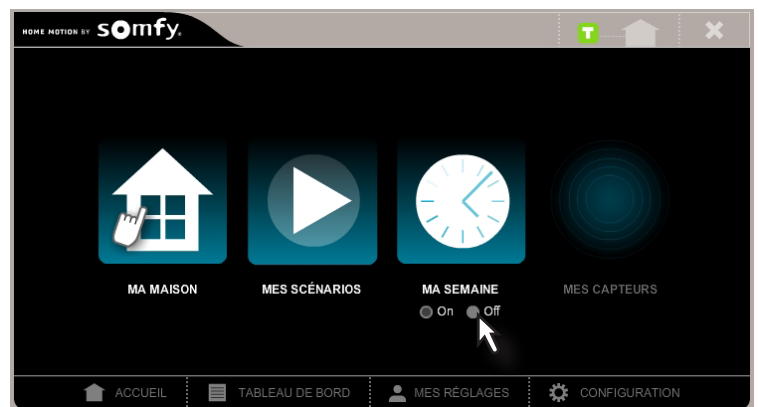 HOME MOTION BY somfy.
T
MA MAISON
MES SCÉNARIOS
MA SEMAINE
On Off
MES CAPTEURS
ACCUEIL
TABLEAU DE BORD
MES RÉGLAGES
CONFIGURATION